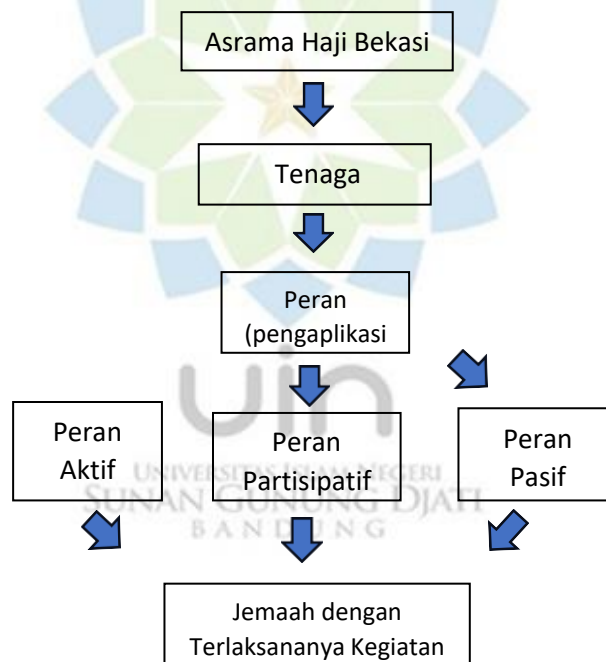 Asrama Haji Bekasi
Tenaga
Peran
(pengaplikasi
Peran
Aktif
Peran
Partisipatif
Peran
Pasif
uin
UNIVERSITAS ISLAM NEGERI
SUNAN GUNUNG DJATI
BANDUNG
Jemaah dengan
Terlaksananya Kegiatan